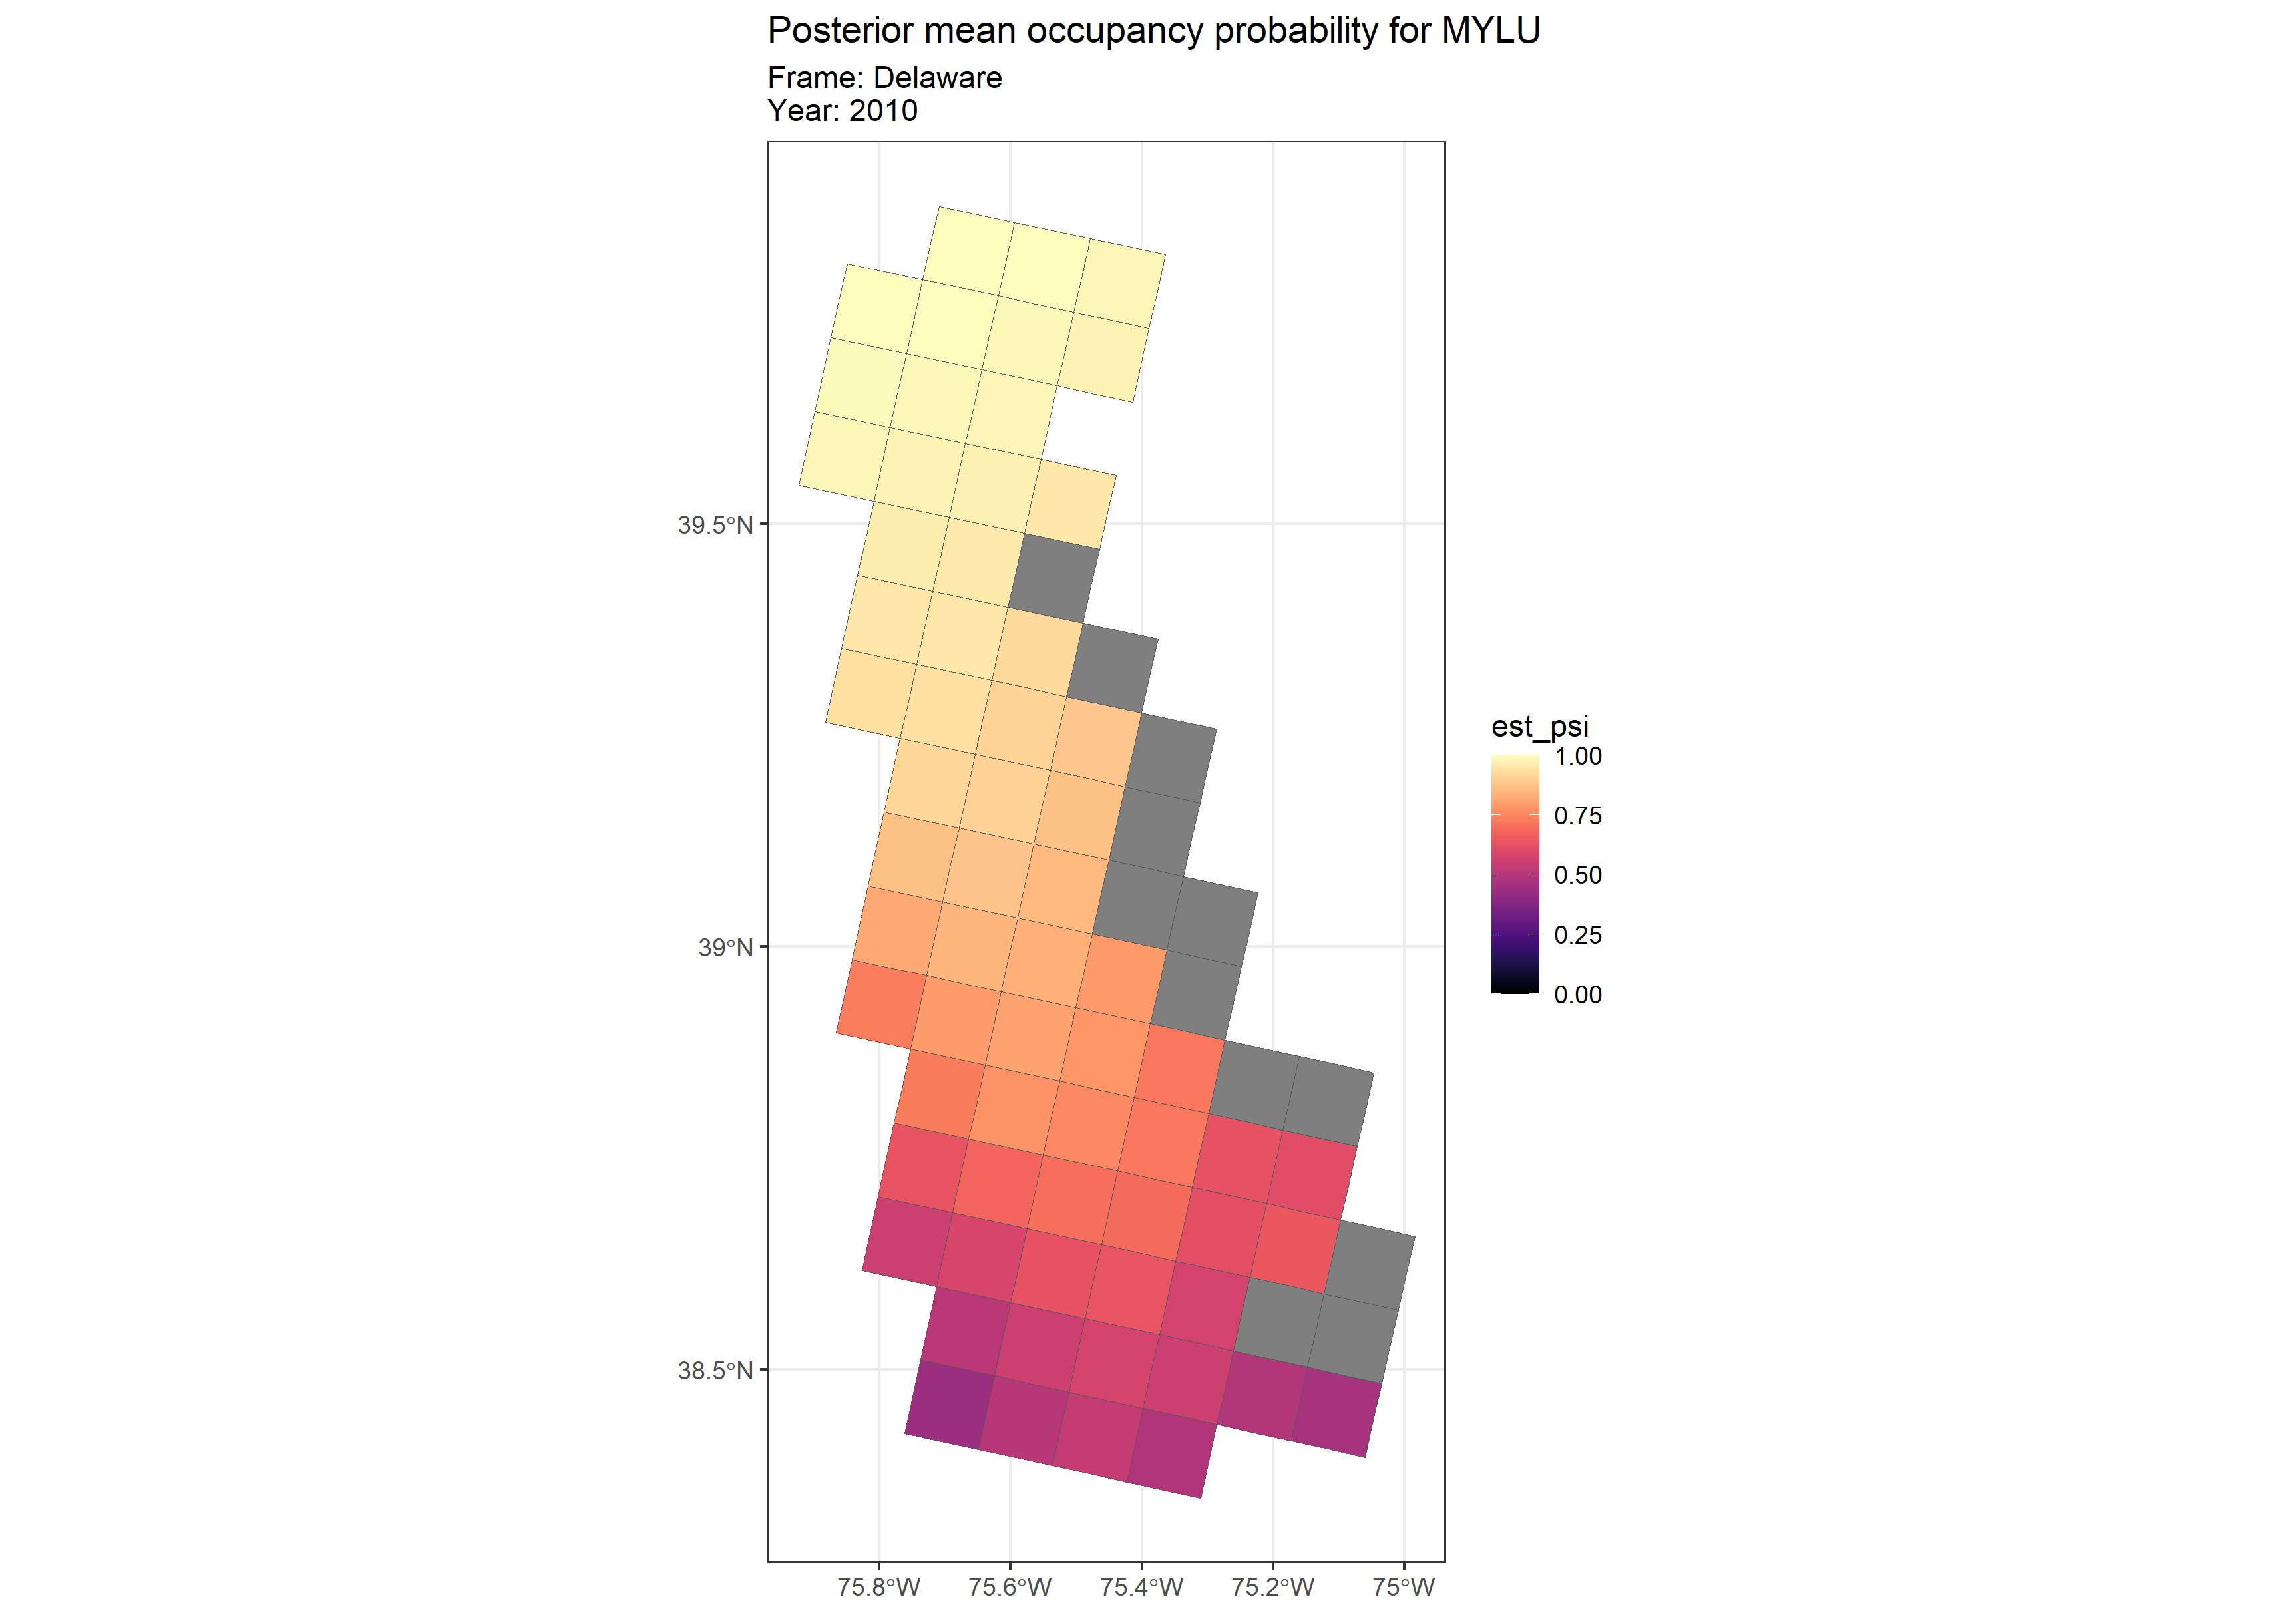 Posterior mean occupancy probability for MYLU
Frame: Delaware
Year: 2010
39.5°N
39°N
38.5°N
75.8°W
75.6°W
75.4°W
75.2°W
75°W
est_psi
1.00
0.75
0.50
0.25
0.00